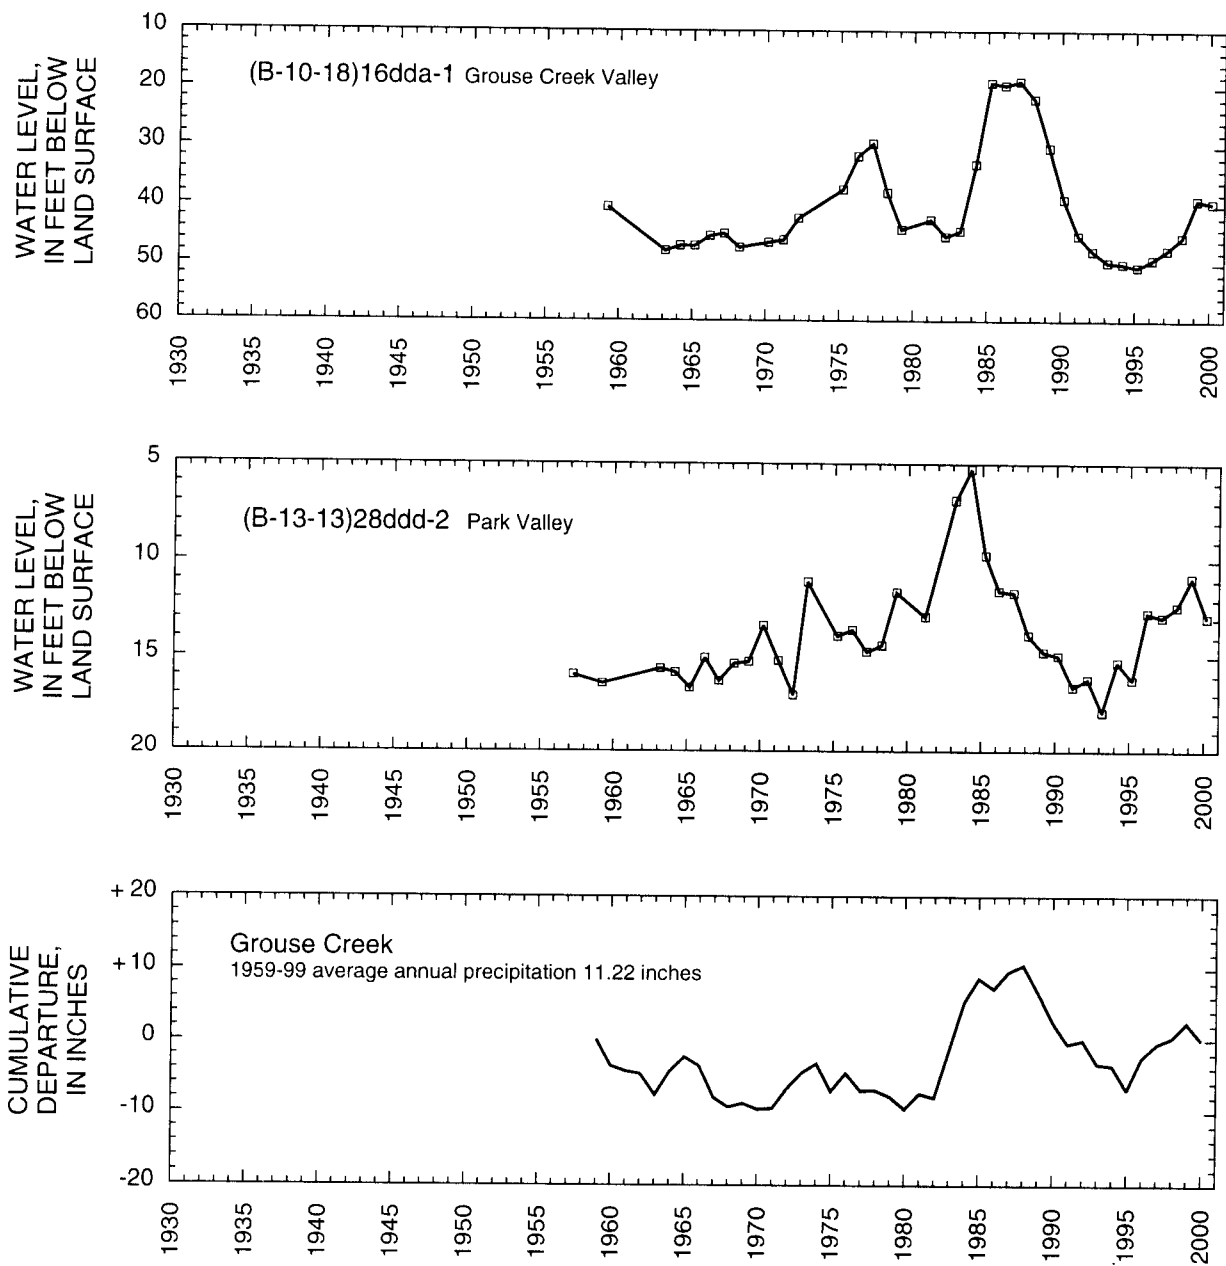 WATER LEVEL,
IN FEET BELOW
LAND SURFACE
10
20
30
40
50
60
(B-10-18)16dda-1 Grouse Creek Valley
1930 1935 1940 1945 1950 1955 1960 1965 1970 1975 1980 1985 1990 1995 2000
WATER LEVEL,
IN FEET BELOW
LAND SURFACE
5
10
15
20
(B-13-13)28ddd-2 Park Valley
1930 1935 1940 1945 1950 1955 1960 1965 1970 1975 1980 1985 1990 1995 2000
CUMULATIVE
DEPARTURE,
IN INCHES
+ 20
+ 10
0
-10
-20
Grouse Creek
1959-99 average annual precipitation 11.22 inches
1930 1935 1940 1945 1950 1955 1960 1965 1970 1975 1980 1985 1990 1995 2000